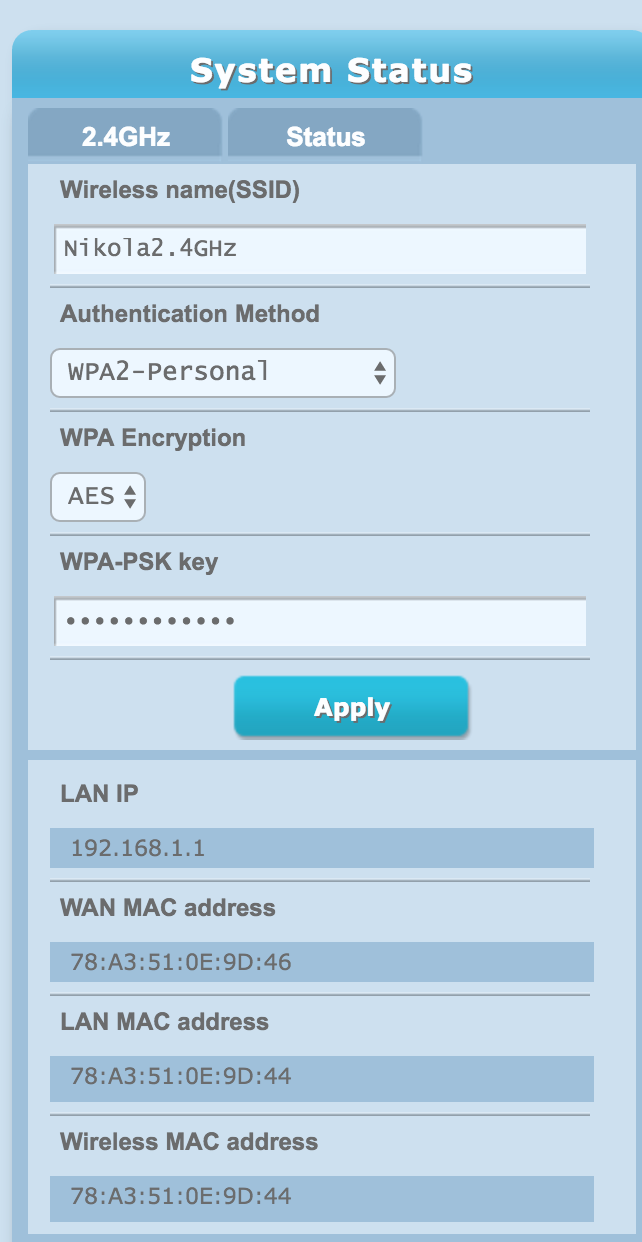 System Status
2.4GHz
Status
Wireless name(SSID)
Nikola2.4GHz
Authentication Method
WPA2-Personal
WPA Encryption
AES
WPA-PSK key
••••••••••••
Apply
LAN IP
192.168.1.1
WAN MAC address
78:A3:51:0E:9D:46
LAN MAC address
78:A3:51:0E:9D:44
Wireless MAC address
78:A3:51:0E:9D:44